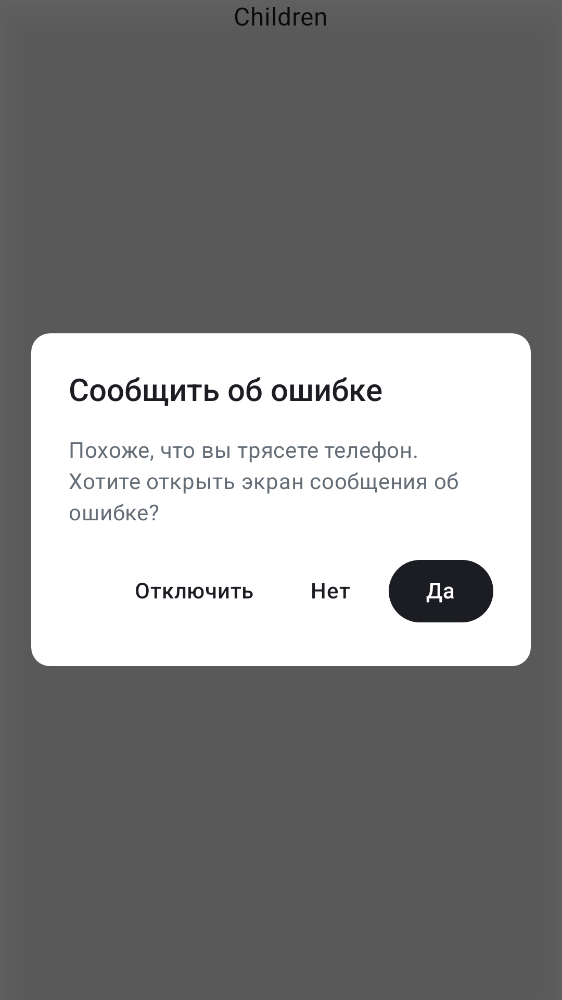 Children
Сообщить об ошибке
Похоже, что вы трясете телефон.
Хотите открыть экран сообщения об
ошибке?
Отключить Нет Да